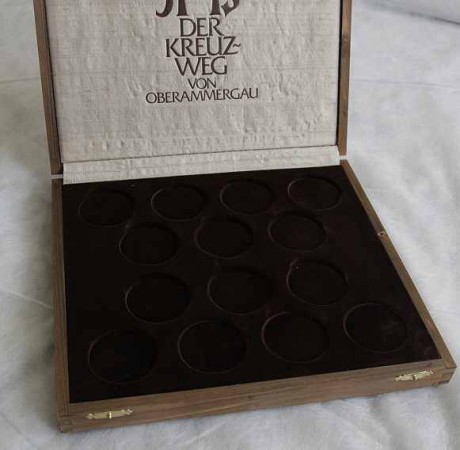 DER
KREUZ-
WEG
VON
OBERAMMERGAU